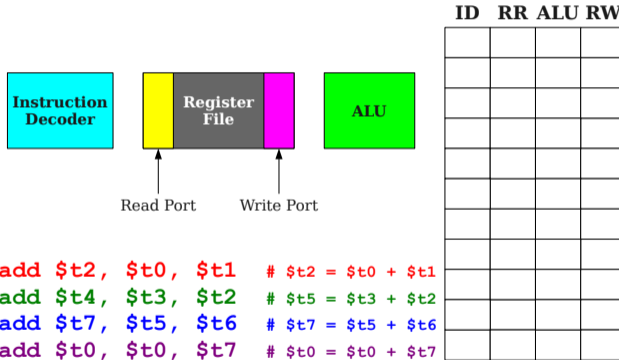 ID RR ALU RW
Instruction
Decoder
Register
File
ALU
Read Port
Write Port
add $t2, $t0, $t1 # $t2 = $t0 + $t1
add $t4, $t3, $t2 # $t5 = $t3 + $t2
add $t7, $t5, $t6 # $t7 = $t5 + $t6
add $t0, $t0, $t7 # $t0 = $t0 + $t7